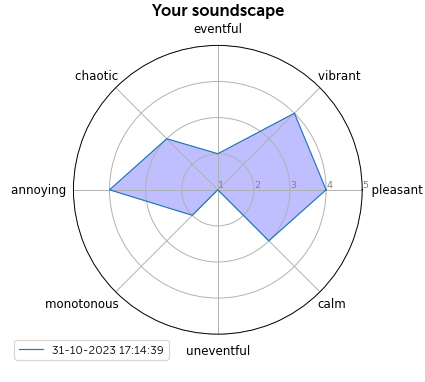 Your soundscape
eventful
chaotic
vibrant
annoying
1 2 3 4 5
pleasant
monotonous
calm
uneventful
31-10-2023 17:14:39